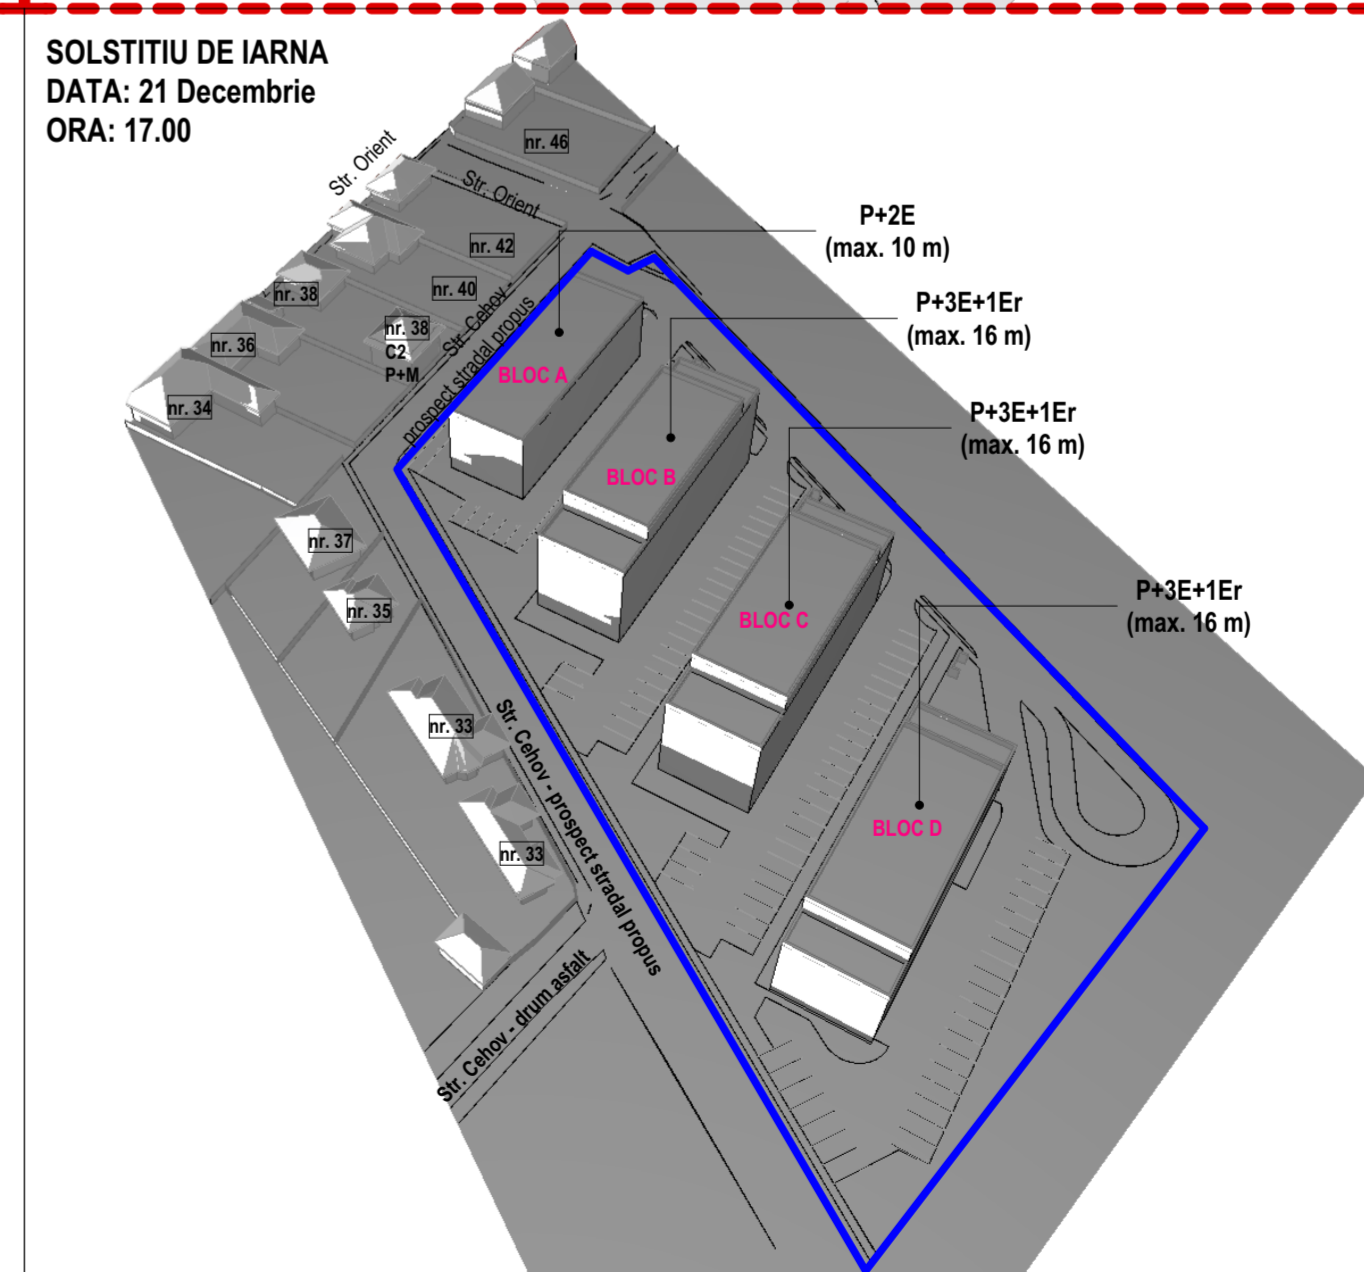 SOLSTITIU DE IARNA
DATA: 21 Decembrie
ORA: 17.00
nr. 46
Str. Orient
Str. Orient
P+2E
(max. 10 m)
nr. 42
nr. 40
nr. 38
P+3E+1Er
(max. 16 m)
nr. 38
C2
P+M
Str. Cehov -
prospect stradal propus
nr. 36
BLOC A
nr. 34
P+3E+1Er
(max. 16 m)
BLOC B
nr. 37
nr. 35
P+3E+1Er
(max. 16 m)
BLOC C
nr. 33
Str. Cehov - prospect stradal propus
BLOC D
nr. 33
Str. Cehov - drum asfalt